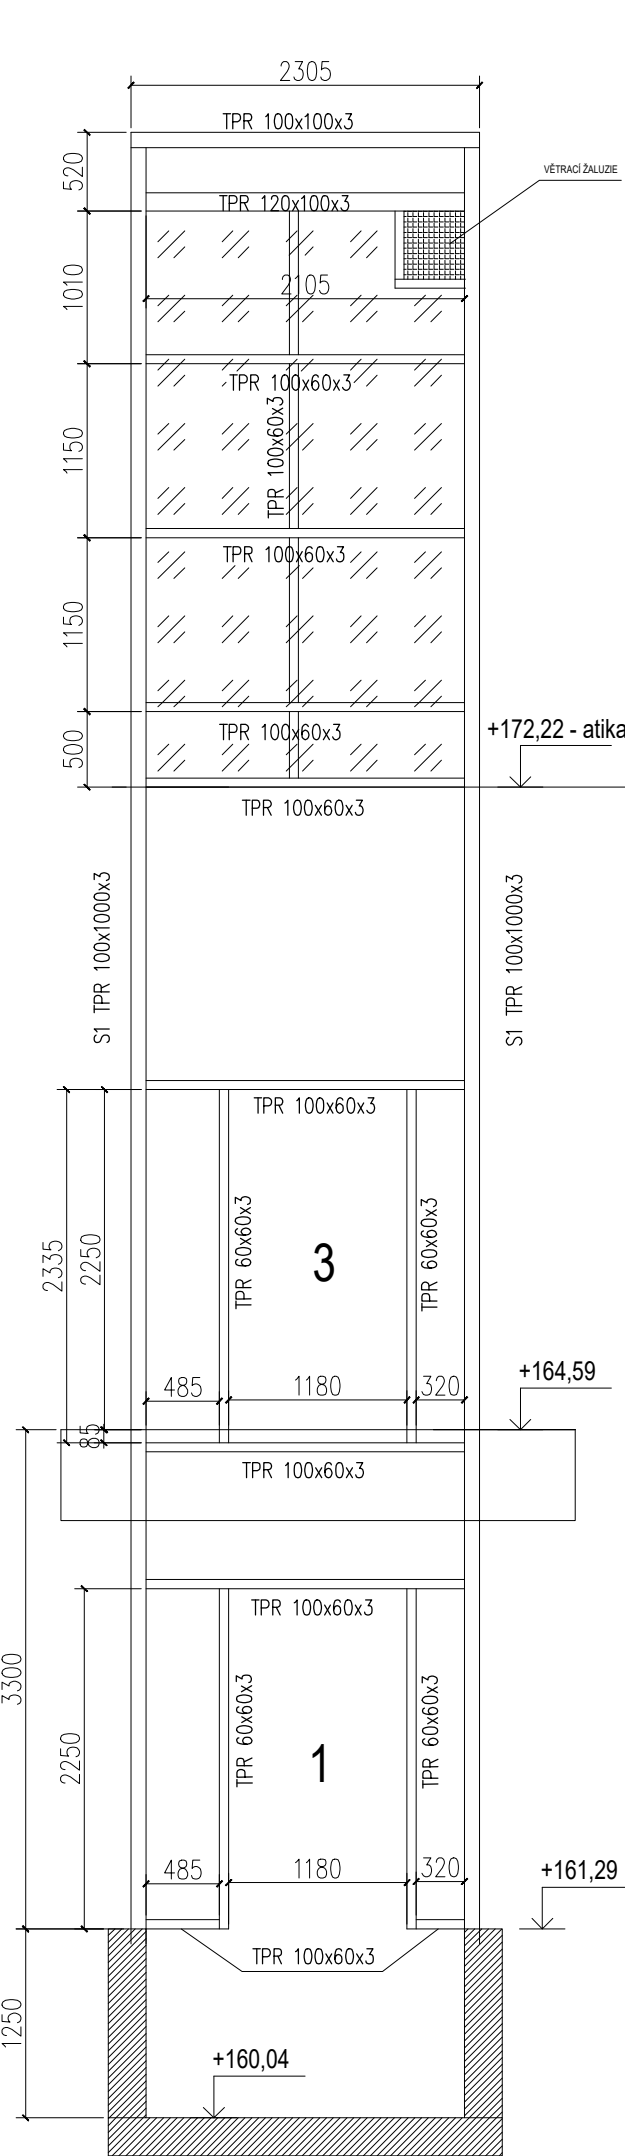 2305
TPR 100x100x3
520
VĚTRACÍ ŽALUZIE
TPR 120x100x3
1010
2105
TPR 100x60x3
1150
TPR 100x60x3
TPR 100x60x3
1150
TPR 100x60x3
500
+172,22 - atika
TPR 100x60x3
S1 TPR 100x1000x3
S1 TPR 100x1000x3
TPR 100x60x3
2335
2250
TPR 60x60x3
TPR 60x60x3
3
485
1180
320
+164,59
85
TPR 100x60x3
TPR 100x60x3
3300
2250
TPR 60x60x3
TPR 60x60x3
1
485
1180
320
+161,29
TPR 100x60x3
1250
+160,04